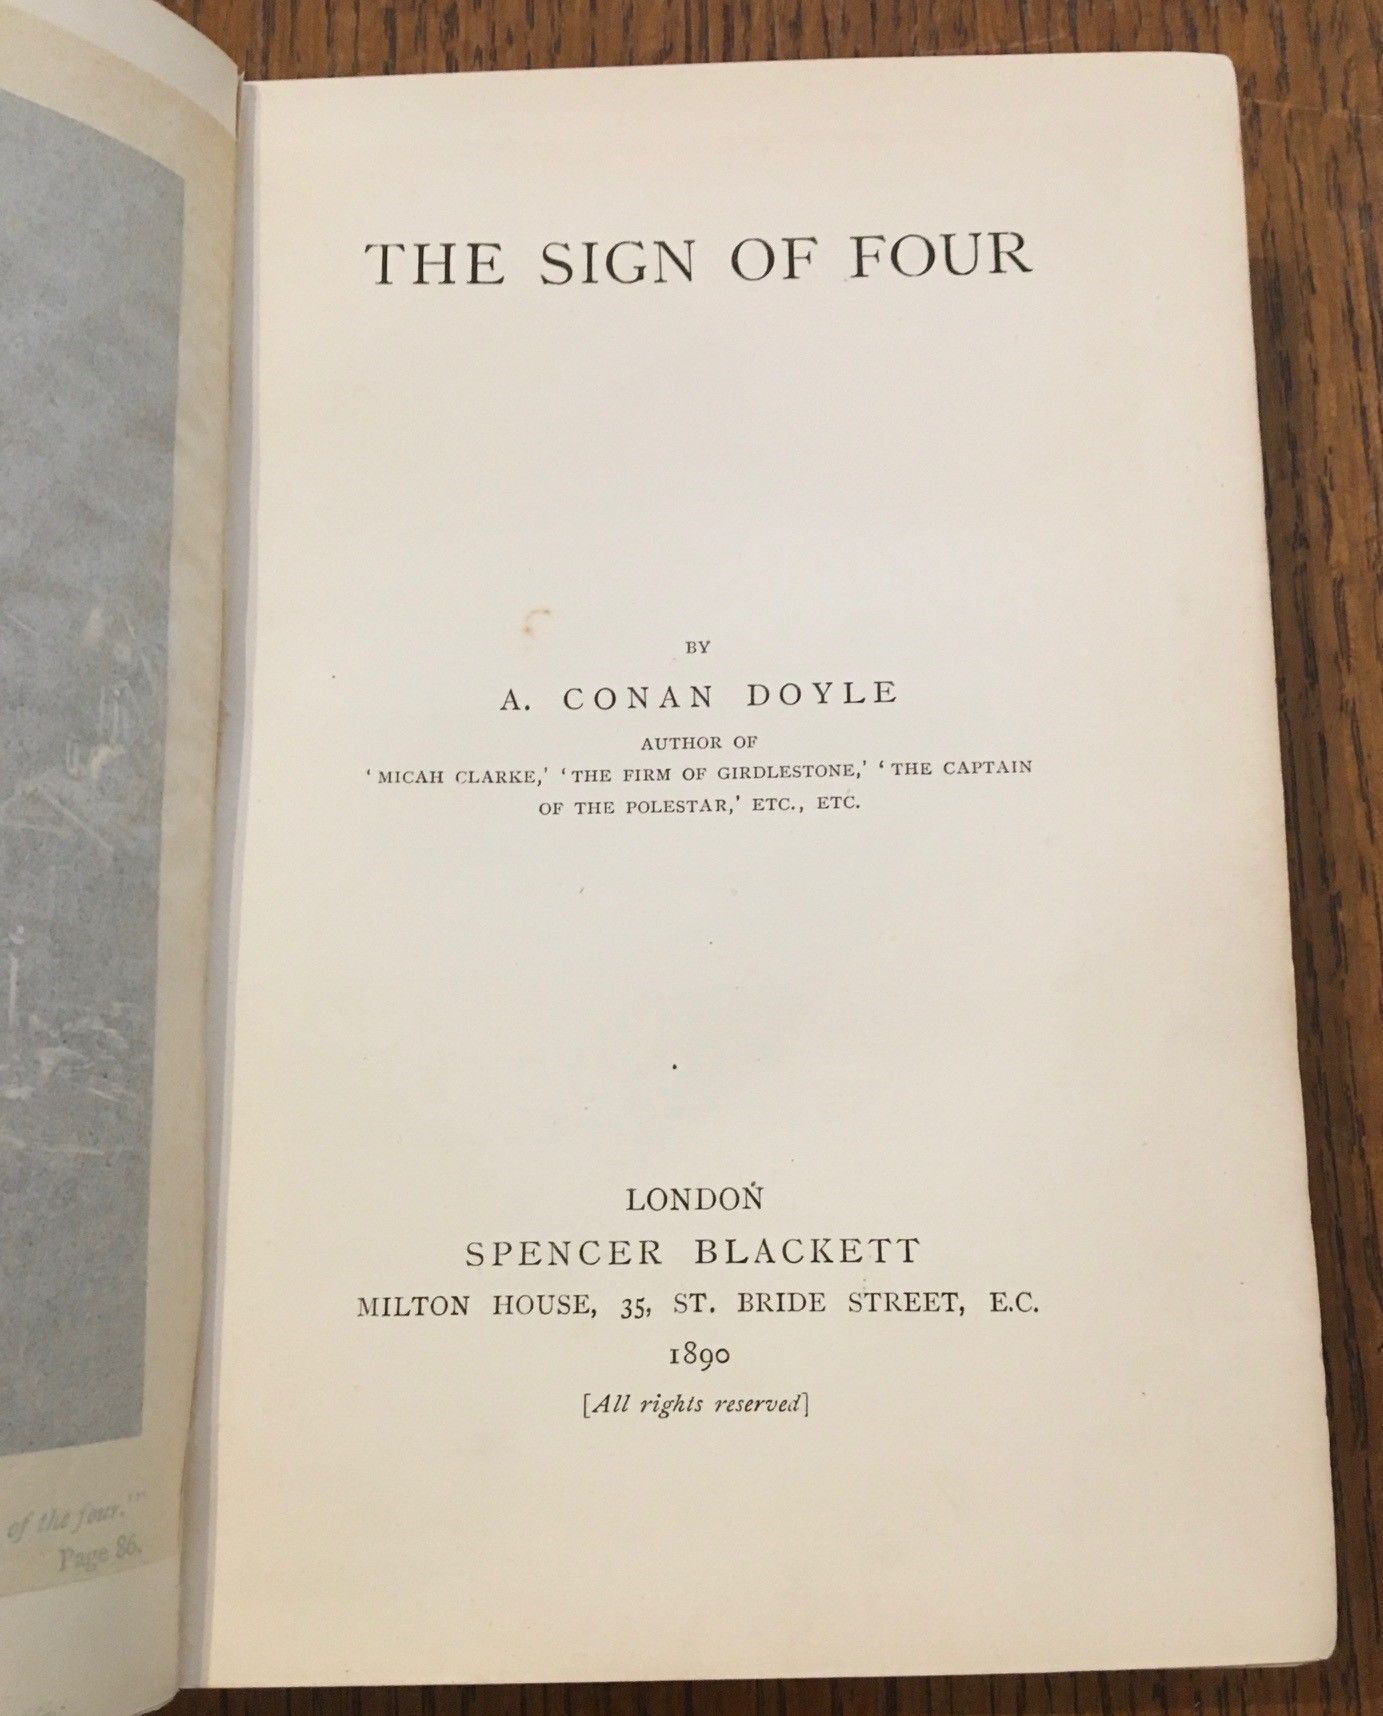 THE SIGN OF FOUR
BY
A. CONAN DOYLE
AUTHOR OF
‘MICAH CLARKE,’ ‘THE FIRM OF GIRDLESTONE,’ ‘THE CAPTAIN
OF THE POLESTAR,’ ETC., ETC.
LONDON
SPENCER BLACKETT
MILTON HOUSE, 35, ST. BRIDE STREET, E.C.
1890
[All rights reserved]
of the four.’”
Page 86.